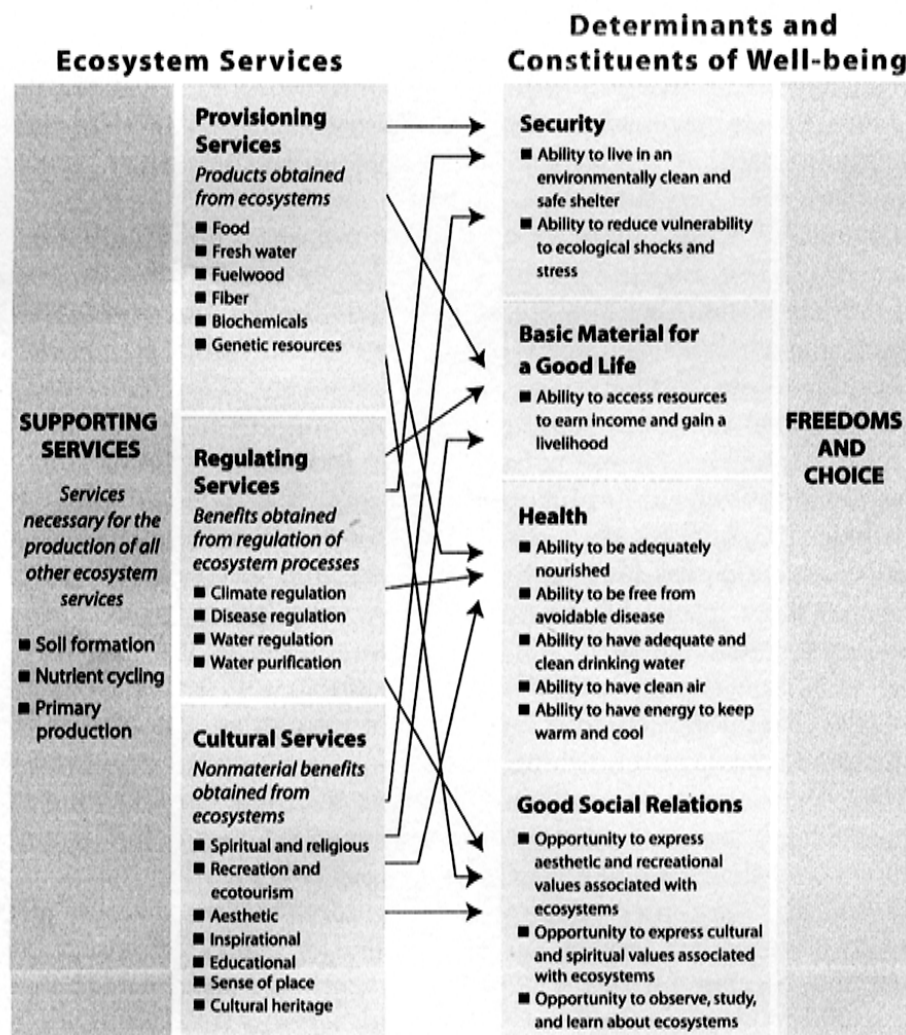 Ecosystem Services
Determinants and
Constituents of Well-being
SUPPORTING
SERVICES
Services
necessary for the
production of all
other ecosystem
services
■ Soil formation
■ Nutrient cycling
■ Primary
production
Provisioning
Services
Products obtained
from ecosystems
■ Food
■ Fresh water
■ Fuelwood
■ Fiber
■ Biochemicals
■ Genetic resources
Regulating
Services
Benefits obtained
from regulation of
ecosystem processes
■ Climate regulation
■ Disease regulation
■ Water regulation
■ Water purification
Cultural Services
Nonmaterial benefits
obtained from
ecosystems
■ Spiritual and religious
■ Recreation and
ecotourism
■ Aesthetic
■ Inspirational
■ Educational
■ Sense of place
■ Cultural heritage
Security
■ Ability to live in an
environmentally clean and
safe shelter
■ Ability to reduce vulnerability
to ecological shocks and
stress
Basic Material for
a Good Life
■ Ability to access resources
to earn income and gain a
livelihood
Health
■ Ability to be adequately
nourished
■ Ability to be free from
avoidable disease
■ Ability to have adequate and
clean drinking water
■ Ability to have clean air
■ Ability to have energy to keep
warm and cool
Good Social Relations
■ Opportunity to express
aesthetic and recreational
values associated with
ecosystems
■ Opportunity to express cultural
and spiritual values associated
with ecosystems
■ Opportunity to observe, study,
and learn about ecosystems
FREEDOMS
AND
CHOICE